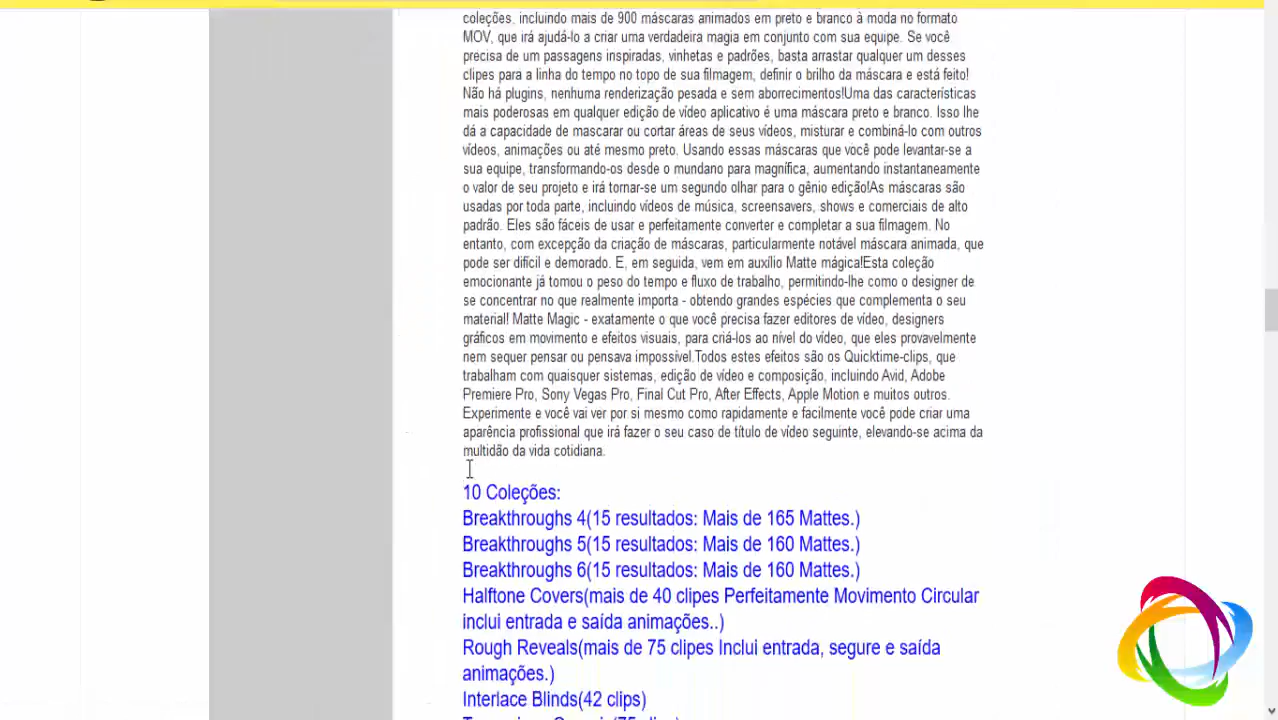 coleções. incluindo mais de 900 máscaras animados em preto e branco à moda no formato
MOV, que irá ajudá-lo a criar uma verdadeira magia em conjunto com sua equipe. Se você
precisa de um passagens inspiradas, vinhetas e padrões, basta arrastar qualquer um desses
clipes para a linha do tempo no topo de sua filmagem, definir o brilho da máscara e está feito!
Não há plugins, nenhuma renderização pesada e sem aborrecimentos!Uma das características
mais poderosas em qualquer edição de vídeo aplicativo é uma máscara preto e branco. Isso lhe
dá a capacidade de mascarar ou cortar áreas de seus vídeos, misturar e combiná-lo com outros
vídeos, animações ou até mesmo preto. Usando essas máscaras que você pode levantar-se a
sua equipe, transformando-os desde o mundano para magnífica, aumentando instantaneamente
o valor de seu projeto e irá tornar-se um segundo olhar para o gênio edição!As máscaras são
usadas por toda parte, incluindo vídeos de música, screensavers, shows e comerciais de alto
padrão. Eles são fáceis de usar e perfeitamente converter e completar a sua filmagem. No
entanto, com excepção da criação de máscaras, particularmente notável máscara animada, que
pode ser difícil e demorado. E, em seguida, vem em auxílio Matte mágica!Esta coleção
emocionante já tomou o peso do tempo e fluxo de trabalho, permitindo-lhe como o designer de
se concentrar no que realmente importa - obtendo grandes espécies que complementa o seu
material! Matte Magic - exatamente o que você precisa fazer editores de vídeo, designers
gráficos em movimento e efeitos visuais, para criá-los ao nível do vídeo, que eles provavelmente
nem sequer pensar ou pensava impossível.Todos estes efeitos são os Quicktime-clips, que
trabalham com quaisquer sistemas, edição de vídeo e composição, incluindo Avid, Adobe
Premiere Pro, Sony Vegas Pro, Final Cut Pro, After Effects, Apple Motion e muitos outros.
Experimente e você vai ver por si mesmo como rapidamente e facilmente você pode criar uma
aparência profissional que irá fazer o seu caso de título de vídeo seguinte, elevando-se acima da
multidão da vida cotidiana.
10 Coleções:
Breakthroughs 4(15 resultados: Mais de 165 Mattes.)
Breakthroughs 5(15 resultados: Mais de 160 Mattes.)
Breakthroughs 6(15 resultados: Mais de 160 Mattes.)
Halftone Covers(mais de 40 clipes Perfeitamente Movimento Circular
inclui entrada e saída animações..)
Rough Reveals(mais de 75 clipes Inclui entrada, segure e saída
animações.)
Interlace Blinds(42 clips)